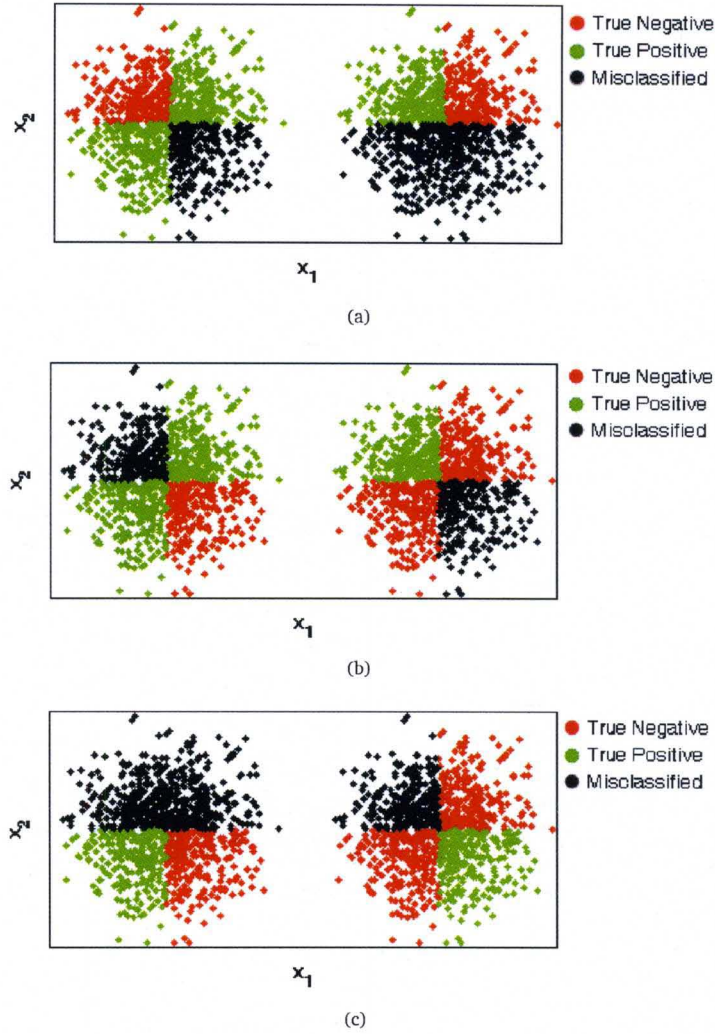 True Negative
True Positive
Misclassified
x2
x1
(a)
True Negative
True Positive
Misclassified
x2
x1
(b)
True Negative
True Positive
Misclassified
x2
x1
(c)